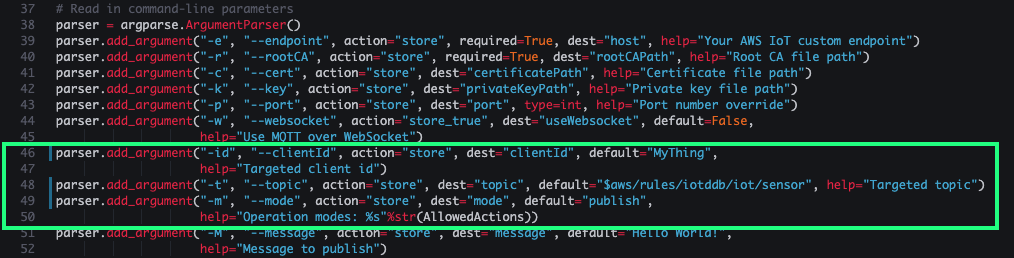 37 # Read in command-line parameters
38 parser = argparse.ArgumentParser()
39 parser.add_argument("-e", "--endpoint", action="store", required=True, dest="host", help="Your AWS IoT custom endpoint")
40 parser.add_argument("-r", "--rootCA", action="store", required=True, dest="rootCAPath", help="Root CA file path")
41 parser.add_argument("-c", "--cert", action="store", dest="certificatePath", help="Certificate file path")
42 parser.add_argument("-k", "--key", action="store", dest="privateKeyPath", help="Private key file path")
43 parser.add_argument("-p", "--port", action="store", dest="port", type=int, help="Port number override")
44 parser.add_argument("-w", "--websocket", action="store_true", dest="useWebsocket", default=False,
45 help="Use MQTT over WebSocket")
46 parser.add_argument("-id", "--clientId", action="store", dest="clientId", default="MyThing",
47 help="Targeted client id")
48 parser.add_argument("-t", "--topic", action="store", dest="topic", default="$aws/rules/iotddb/iot/sensor", help="Targeted topic")
49 parser.add_argument("-m", "--mode", action="store", dest="mode", default="publish",
50 help="Operation modes: %s"%str(AllowedActions))
51 parser.add_argument("-M", "--message", action="store", dest="message", default="Hello World!",
52 help="Message to publish")